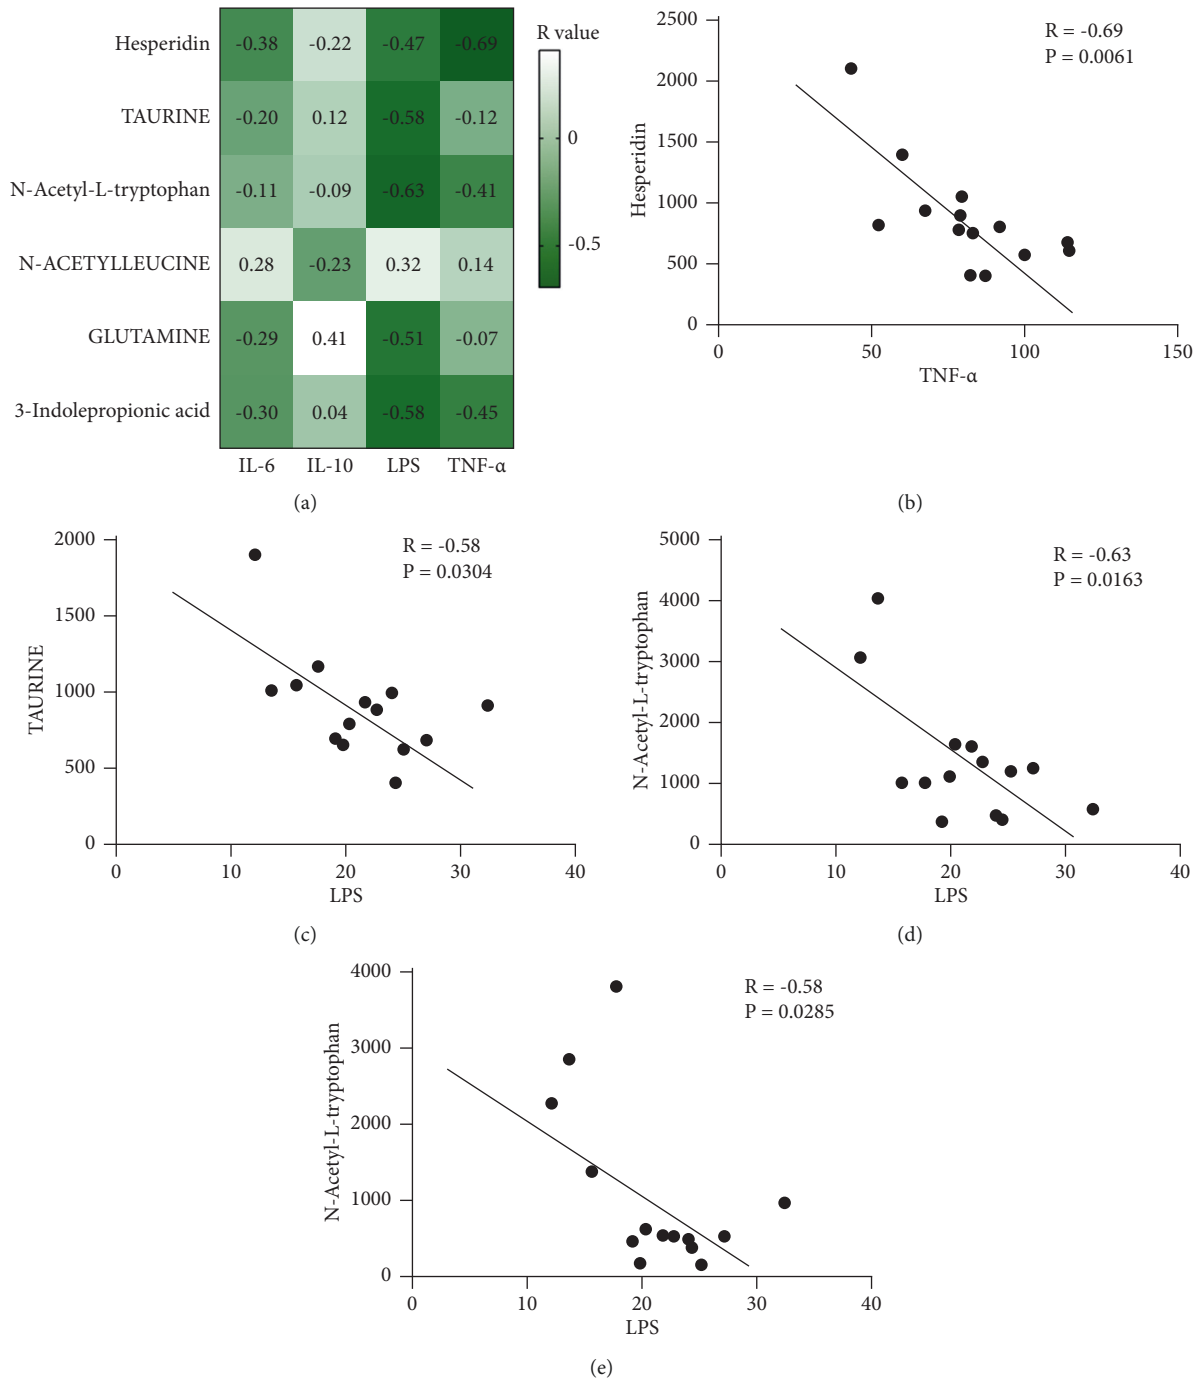 Hesperidin -0.38 -0.22 -0.47 -0.69
TAURINE -0.20 0.12 -0.58 -0.12
N-Acetyl-L-tryptophan -0.11 -0.09 -0.63 -0.41
N-ACETYLLEUCINE 0.28 -0.23 0.32 0.14
GLUTAMINE -0.29 0.41 -0.51 -0.07
3-Indolepropionic acid -0.30 0.04 -0.58 -0.45
IL-6 IL-10 LPS TNF-α
R value
0
-0.5
(a)
2500
2000
1500
1000
500
0
Hesperidin
R = -0.69
P = 0.0061
0 50 100 150
TNF-α
(b)
2000
1500
1000
500
0
TAURINE
R = -0.58
P = 0.0304
0 10 20 30 40
LPS
(c)
5000
4000
3000
2000
1000
0
N-Acetyl-L-tryptophan
R = -0.63
P = 0.0163
0 10 20 30 40
LPS
(d)
4000
3000
2000
1000
0
N-Acetyl-L-tryptophan
R = -0.58
P = 0.0285
0 10 20 30 40
LPS
(e)